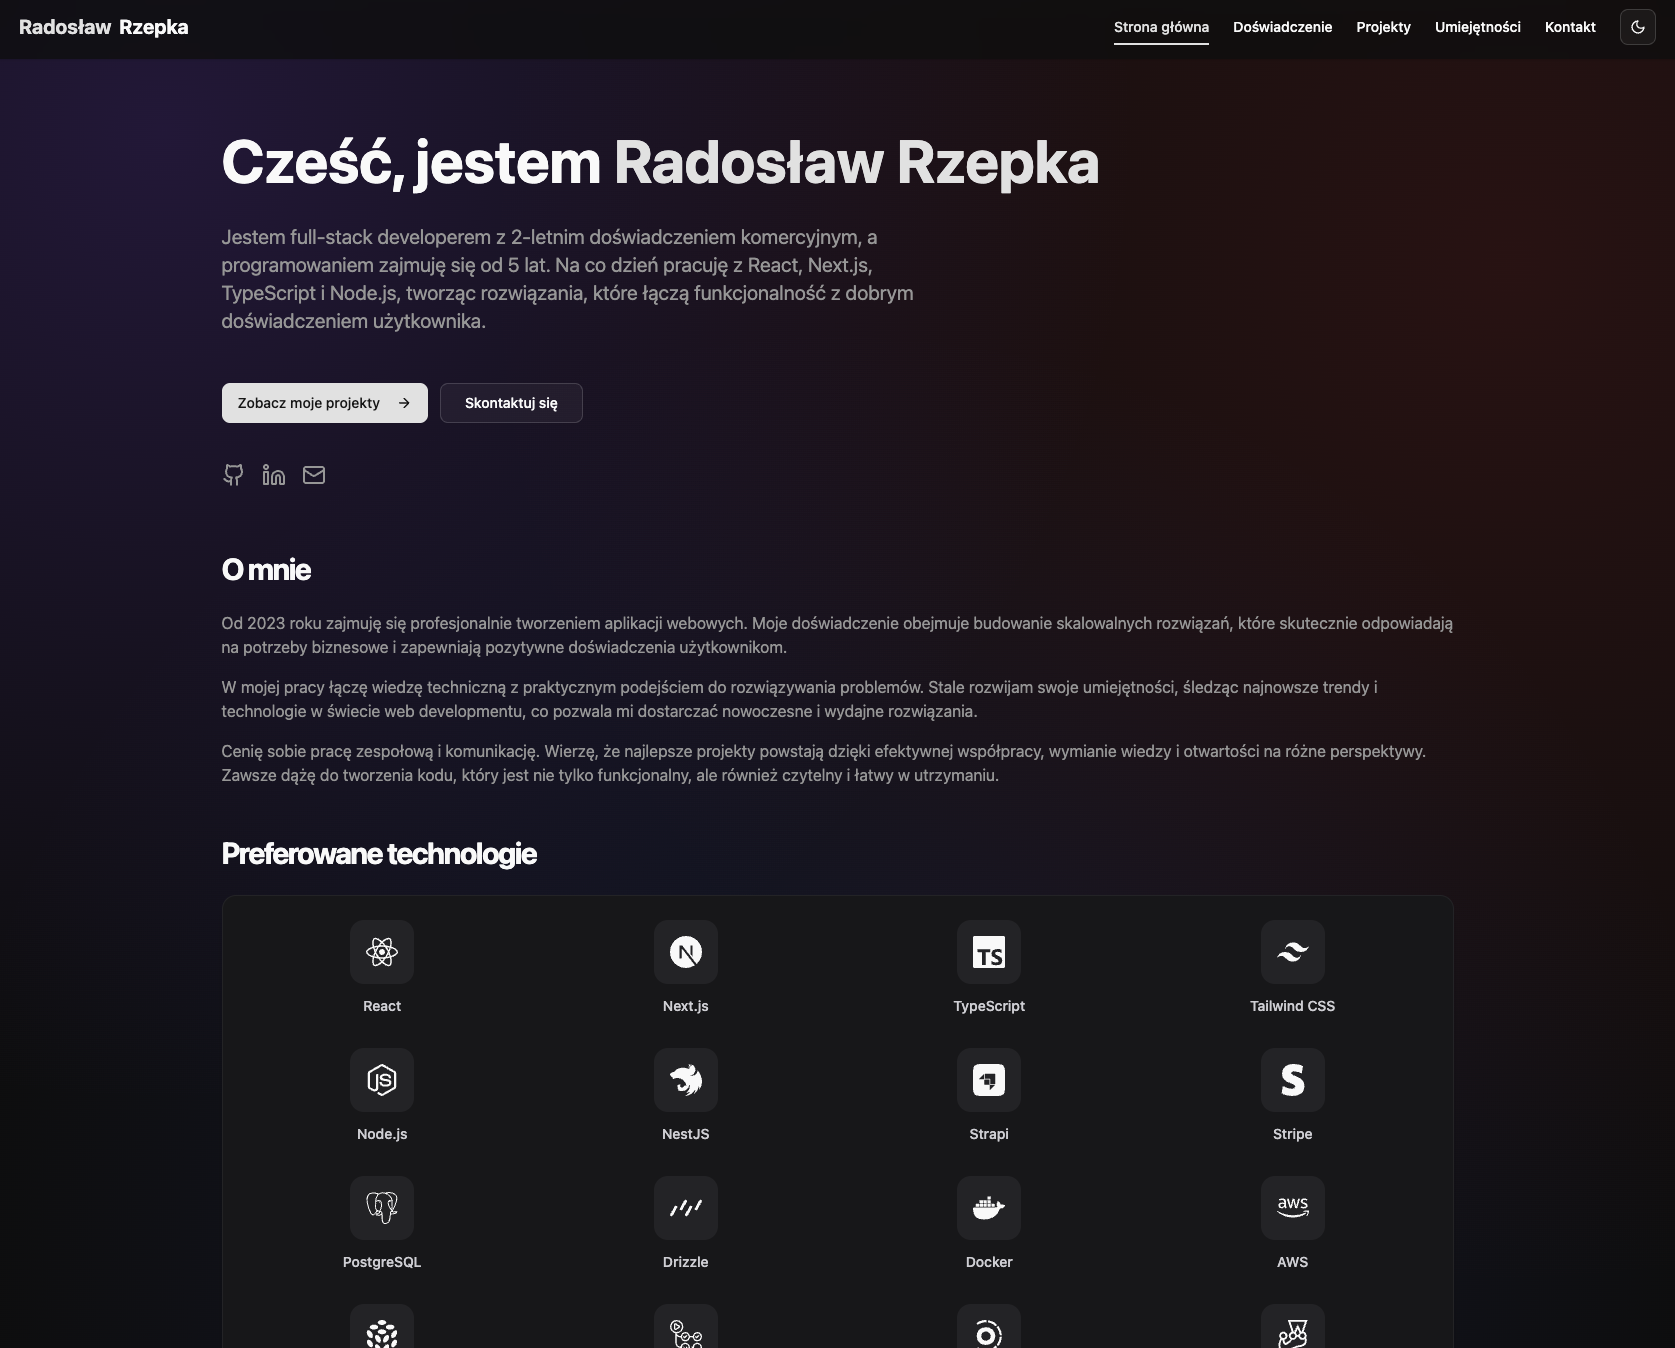 Radosław Rzepka
Strona główna
Doświadczenie
Projekty
Umiejętności
Kontakt
Cześć, jestem Radosław Rzepka
Jestem full-stack developerem z 2-letnim doświadczeniem komercyjnym, a
programowaniem zajmuję się od 5 lat. Na co dzień pracuję z React, Next.js,
TypeScript i Node.js, tworząc rozwiązania, które łączą funkcjonalność z dobrym
doświadczeniem użytkownika.
Zobacz moje projekty
Skontaktuj się
O mnie
Od 2023 roku zajmuję się profesjonalnie tworzeniem aplikacji webowych. Moje doświadczenie obejmuje budowanie skalowalnych rozwiązań, które skutecznie odpowiadają
na potrzeby biznesowe i zapewniają pozytywne doświadczenia użytkownikom.
W mojej pracy łączę wiedzę techniczną z praktycznym podejściem do rozwiązywania problemów. Stale rozwijam swoje umiejętności, śledząc najnowsze trendy i
technologie w świecie web developmentu, co pozwala mi dostarczać nowoczesne i wydajne rozwiązania.
Cenię sobie pracę zespołową i komunikację. Wierzę, że najlepsze projekty powstają dzięki efektywnej współpracy, wymianie wiedzy i otwartości na różne perspektywy.
Zawsze dążę do tworzenia kodu, który jest nie tylko funkcjonalny, ale również czytelny i łatwy w utrzymaniu.
Preferowane technologie
N
TS
React
Next.js
TypeScript
Tailwind CSS
JS
S
Node.js
NestJS
Strapi
Stripe
aws
PostgreSQL
Drizzle
Docker
AWS